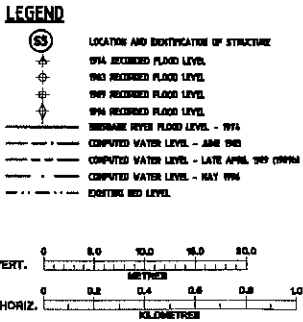 LEGEND
SS LOCATION AND IDENTIFICATION OF STRUCTURE
1974 RECORDED FLOOD LEVEL
1983 RECORDED FLOOD LEVEL
1989 RECORDED FLOOD LEVEL
1996 RECORDED FLOOD LEVEL
BRISBANE RIVER FLOOD LEVEL - 1974
COMPUTED WATER LEVEL - JUNE 1983
COMPUTED WATER LEVEL - LATE APRIL 1989
COMPUTED WATER LEVEL - MAY 1996
EXISTING BED LEVEL
0 5.0 10.0 15.0 20.0
VERT.
METRES
0 0.2 0.4 0.6 0.8 1.0
HORIZ.
KILOMETRES